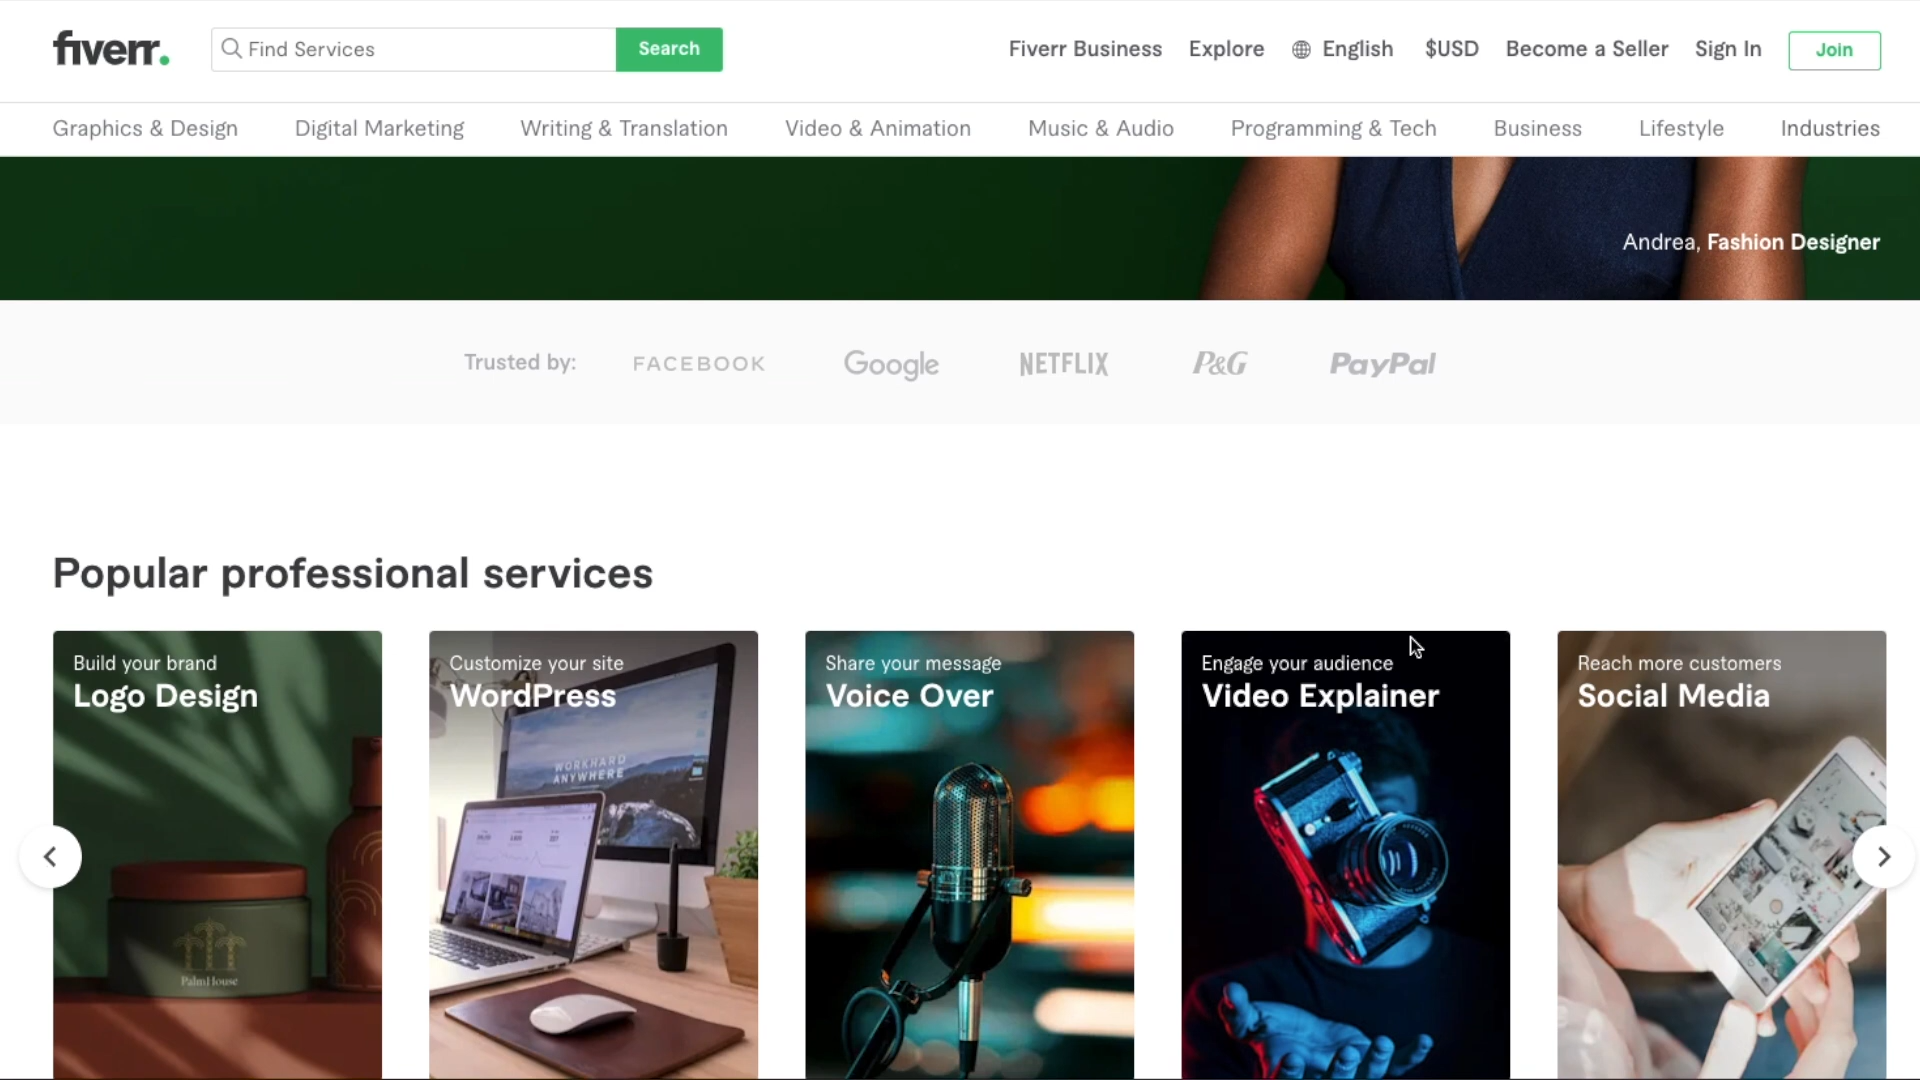 fiverr.
Find Services
Search
Fiverr Business
Explore
English
$USD
Become a Seller
Sign In
Join
Graphics & Design
Digital Marketing
Writing & Translation
Video & Animation
Music & Audio
Programming & Tech
Business
Lifestyle
Industries
Andrea, Fashion Designer
Trusted by:
FACEBOOK
Google
NETFLIX
P&G
PayPal
Popular professional services
Build your brand
Logo Design
PalmHouse
Customize your site
WordPress
WORKHARD
ANYWHERE
Share your message
Voice Over
Engage your audience
Video Explainer
Reach more customers
Social Media